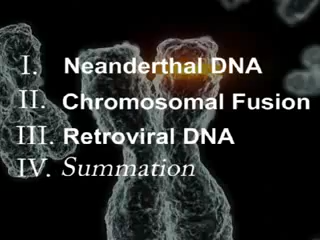 I. Neanderthal DNA
II. Chromosomal Fusion
III. Retroviral DNA
IV. Summation